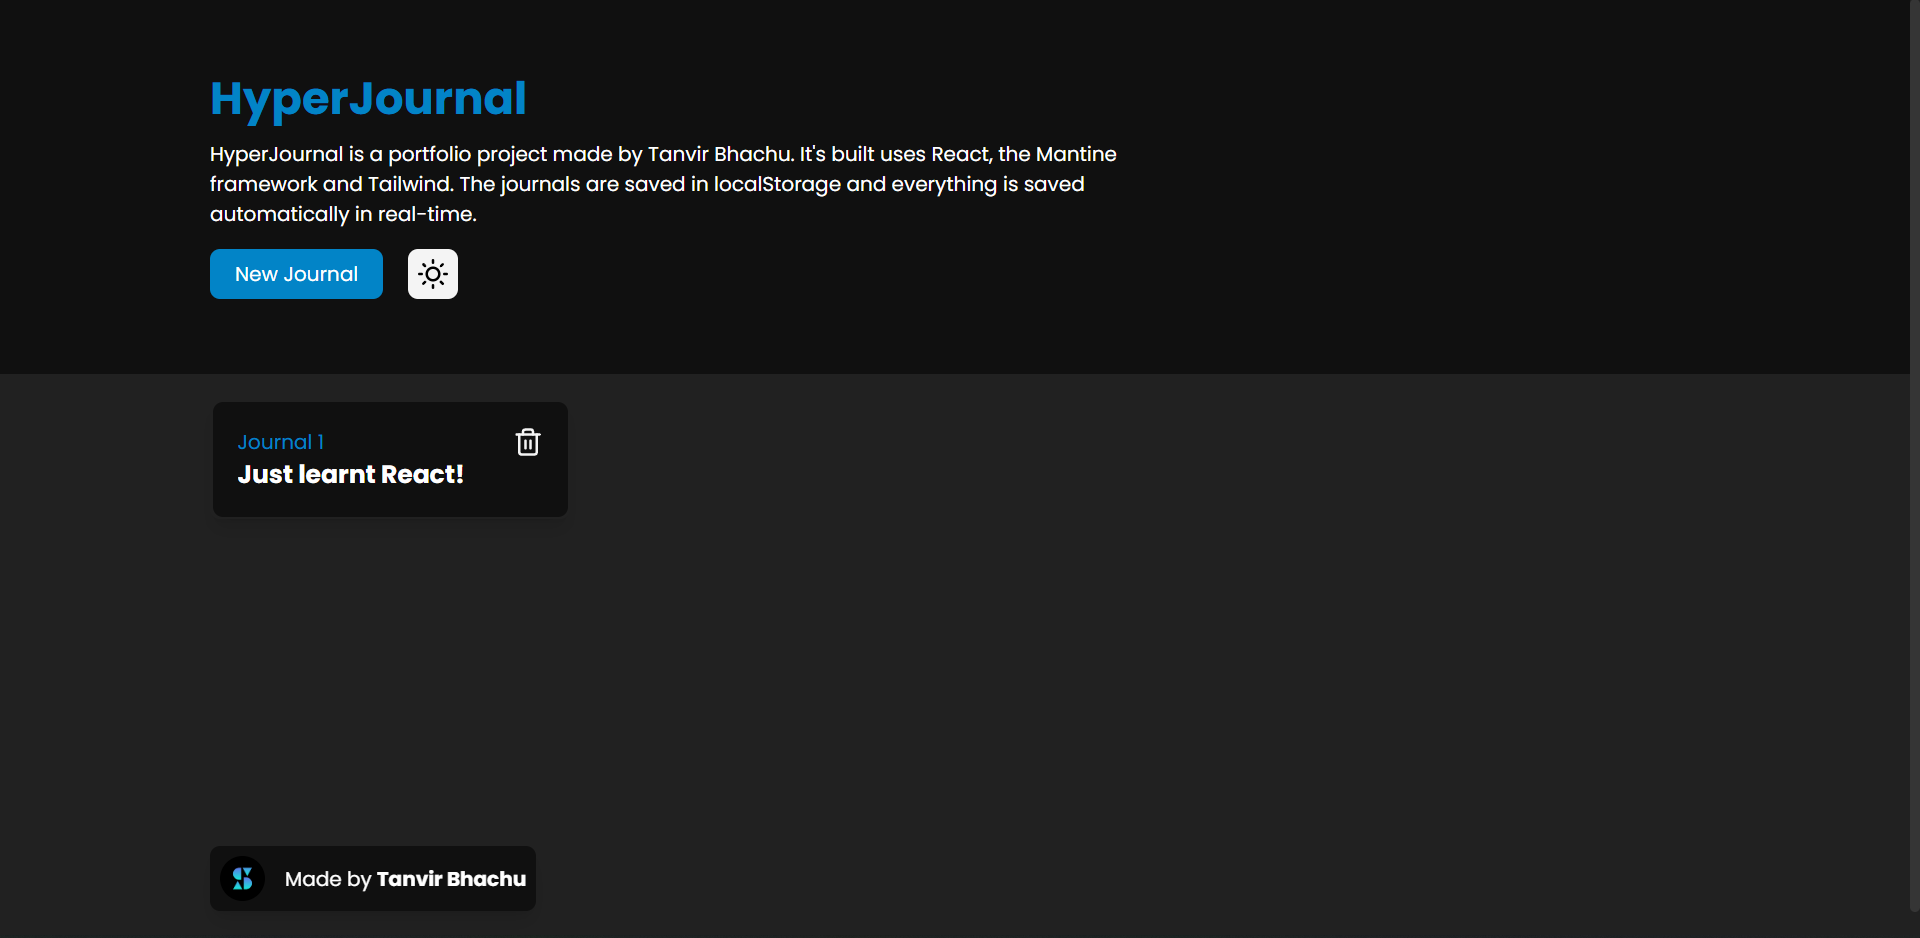 HyperJournal
HyperJournal is a portfolio project made by Tanvir Bhachu. It's built uses React, the Mantine
framework and Tailwind. The journals are saved in localStorage and everything is saved
automatically in real-time.
New Journal
Journal 1
Just learnt React!
Made by Tanvir Bhachu